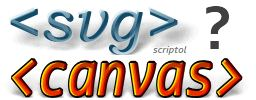 <svg> ?
scriptol
<canvas>